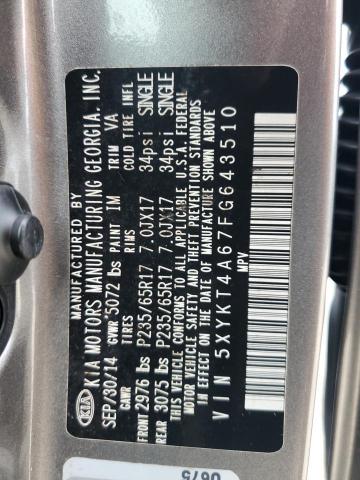 MANUFACTURED BY
KIA KIA MOTORS MANUFACTURING GEORGIA, INC.
SEP/30/14 GVWR 5072 lbs PAINT 1M TRIM VA
GAWR TIRES RIMS COLD TIRE INFL
FRONT 2976 lbs P235/65R17 7.0JX17 34psi SINGLE
REAR 3075 lbs P235/65R17 7.0JX17 34psi SINGLE
THIS VEHICLE CONFORMS TO ALL APPLICABLE U.S.A. FEDERAL
MOTOR VEHICLE SAFETY AND THEFT PREVENTION STANDARDS
IN EFFECT ON THE DATE OF MANUFACTURE SHOWN ABOVE.
VIN 5XYKT4A67FG643510
MPV
0675